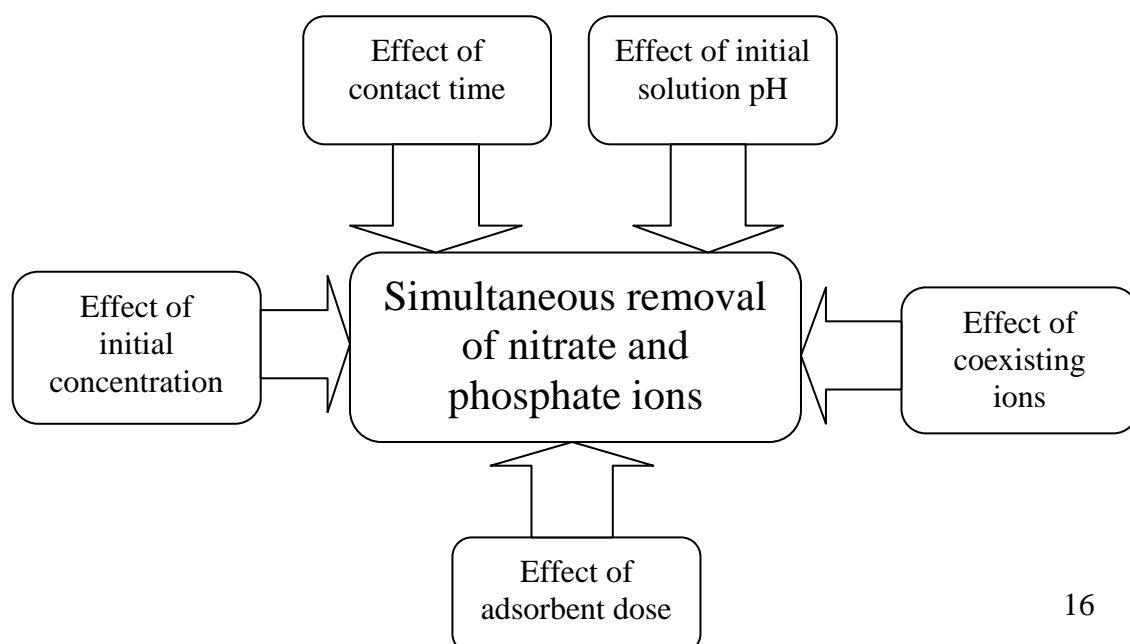 Effect of
contact time
Effect of initial
solution pH
Effect of
initial
concentration
Simultaneous removal
of nitrate and
phosphate ions
Effect of
coexisting
ions
Effect of
adsorbent dose
16